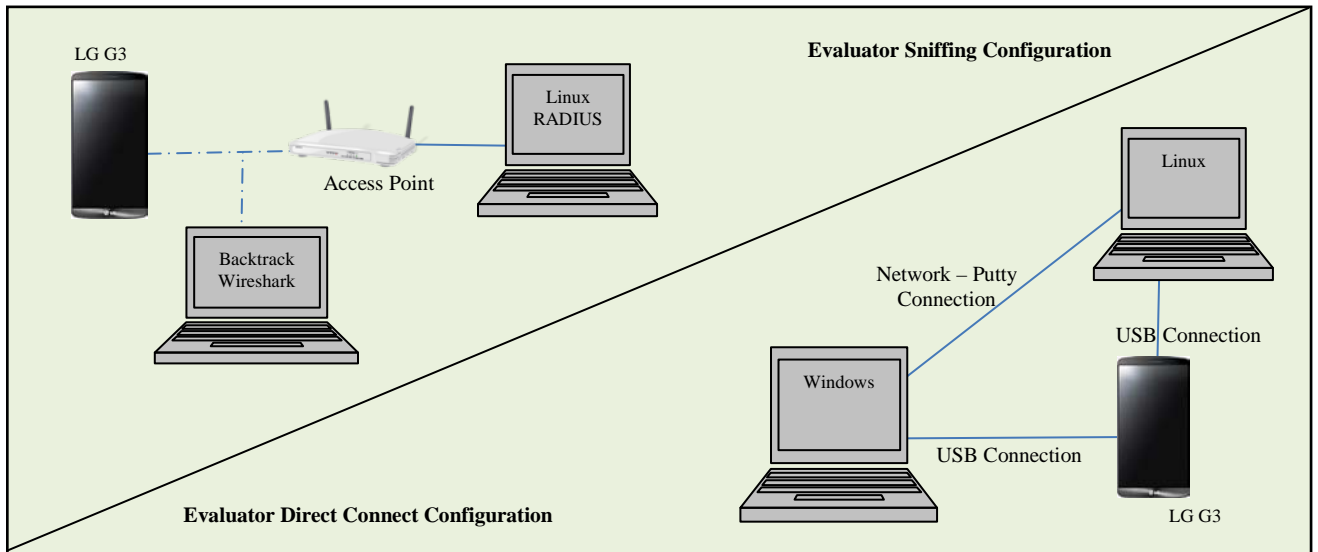 LG G3
Evaluator Sniffing Configuration
Linux
RADIUS
Access Point
Backtrack
Wireshark
Linux
Network – Putty
Connection
USB Connection
Windows
USB Connection
LG G3
Evaluator Direct Connect Configuration